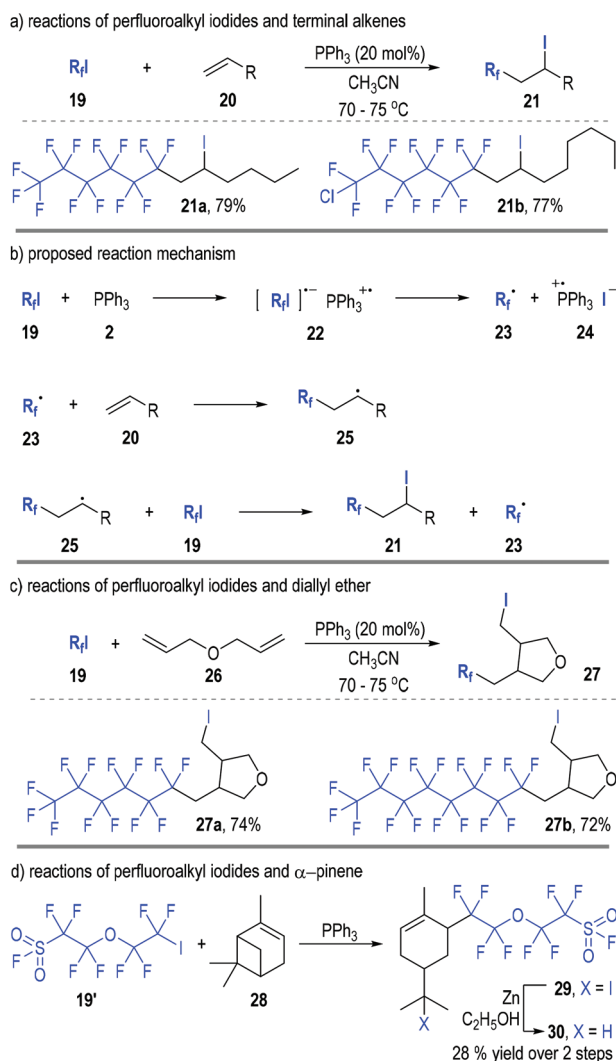 a) reactions of perfluoroalkyl iodides and terminal alkenes
RfI + R PPh3 (20 mol%) Rf I R
CH3CN
19 20 70 - 75 ºC 21
F F F F F F I
F F F F F F F
21a, 79%
F F F F F F I
Cl F F F F F F
21b, 77%
b) proposed reaction mechanism
RfI + PPh3 [ RfI ]•− PPh3+• Rf• + +•PPh3 I−
19 2 22 23 24
Rf• + R Rf • R
23 20 25
Rf • R + RfI Rf I R + Rf•
25 19 21 23
c) reactions of perfluoroalkyl iodides and diallyl ether
RfI + O PPh3 (20 mol%) I Rf O 27
CH3CN
19 26 70 - 75 ºC
I
F F F F F F O
F F F F F F F
27a, 74%
I
F F F F F F F F O
F F F F F F F F F
27b, 72%
d) reactions of perfluoroalkyl iodides and α–pinene
F F F F
O O I + PPh3 F F O F F O
F S O F F F F F F F F S F O
19' 28 X
29, X = I
Zn
C2H5OH
30, X = H
28 % yield over 2 steps